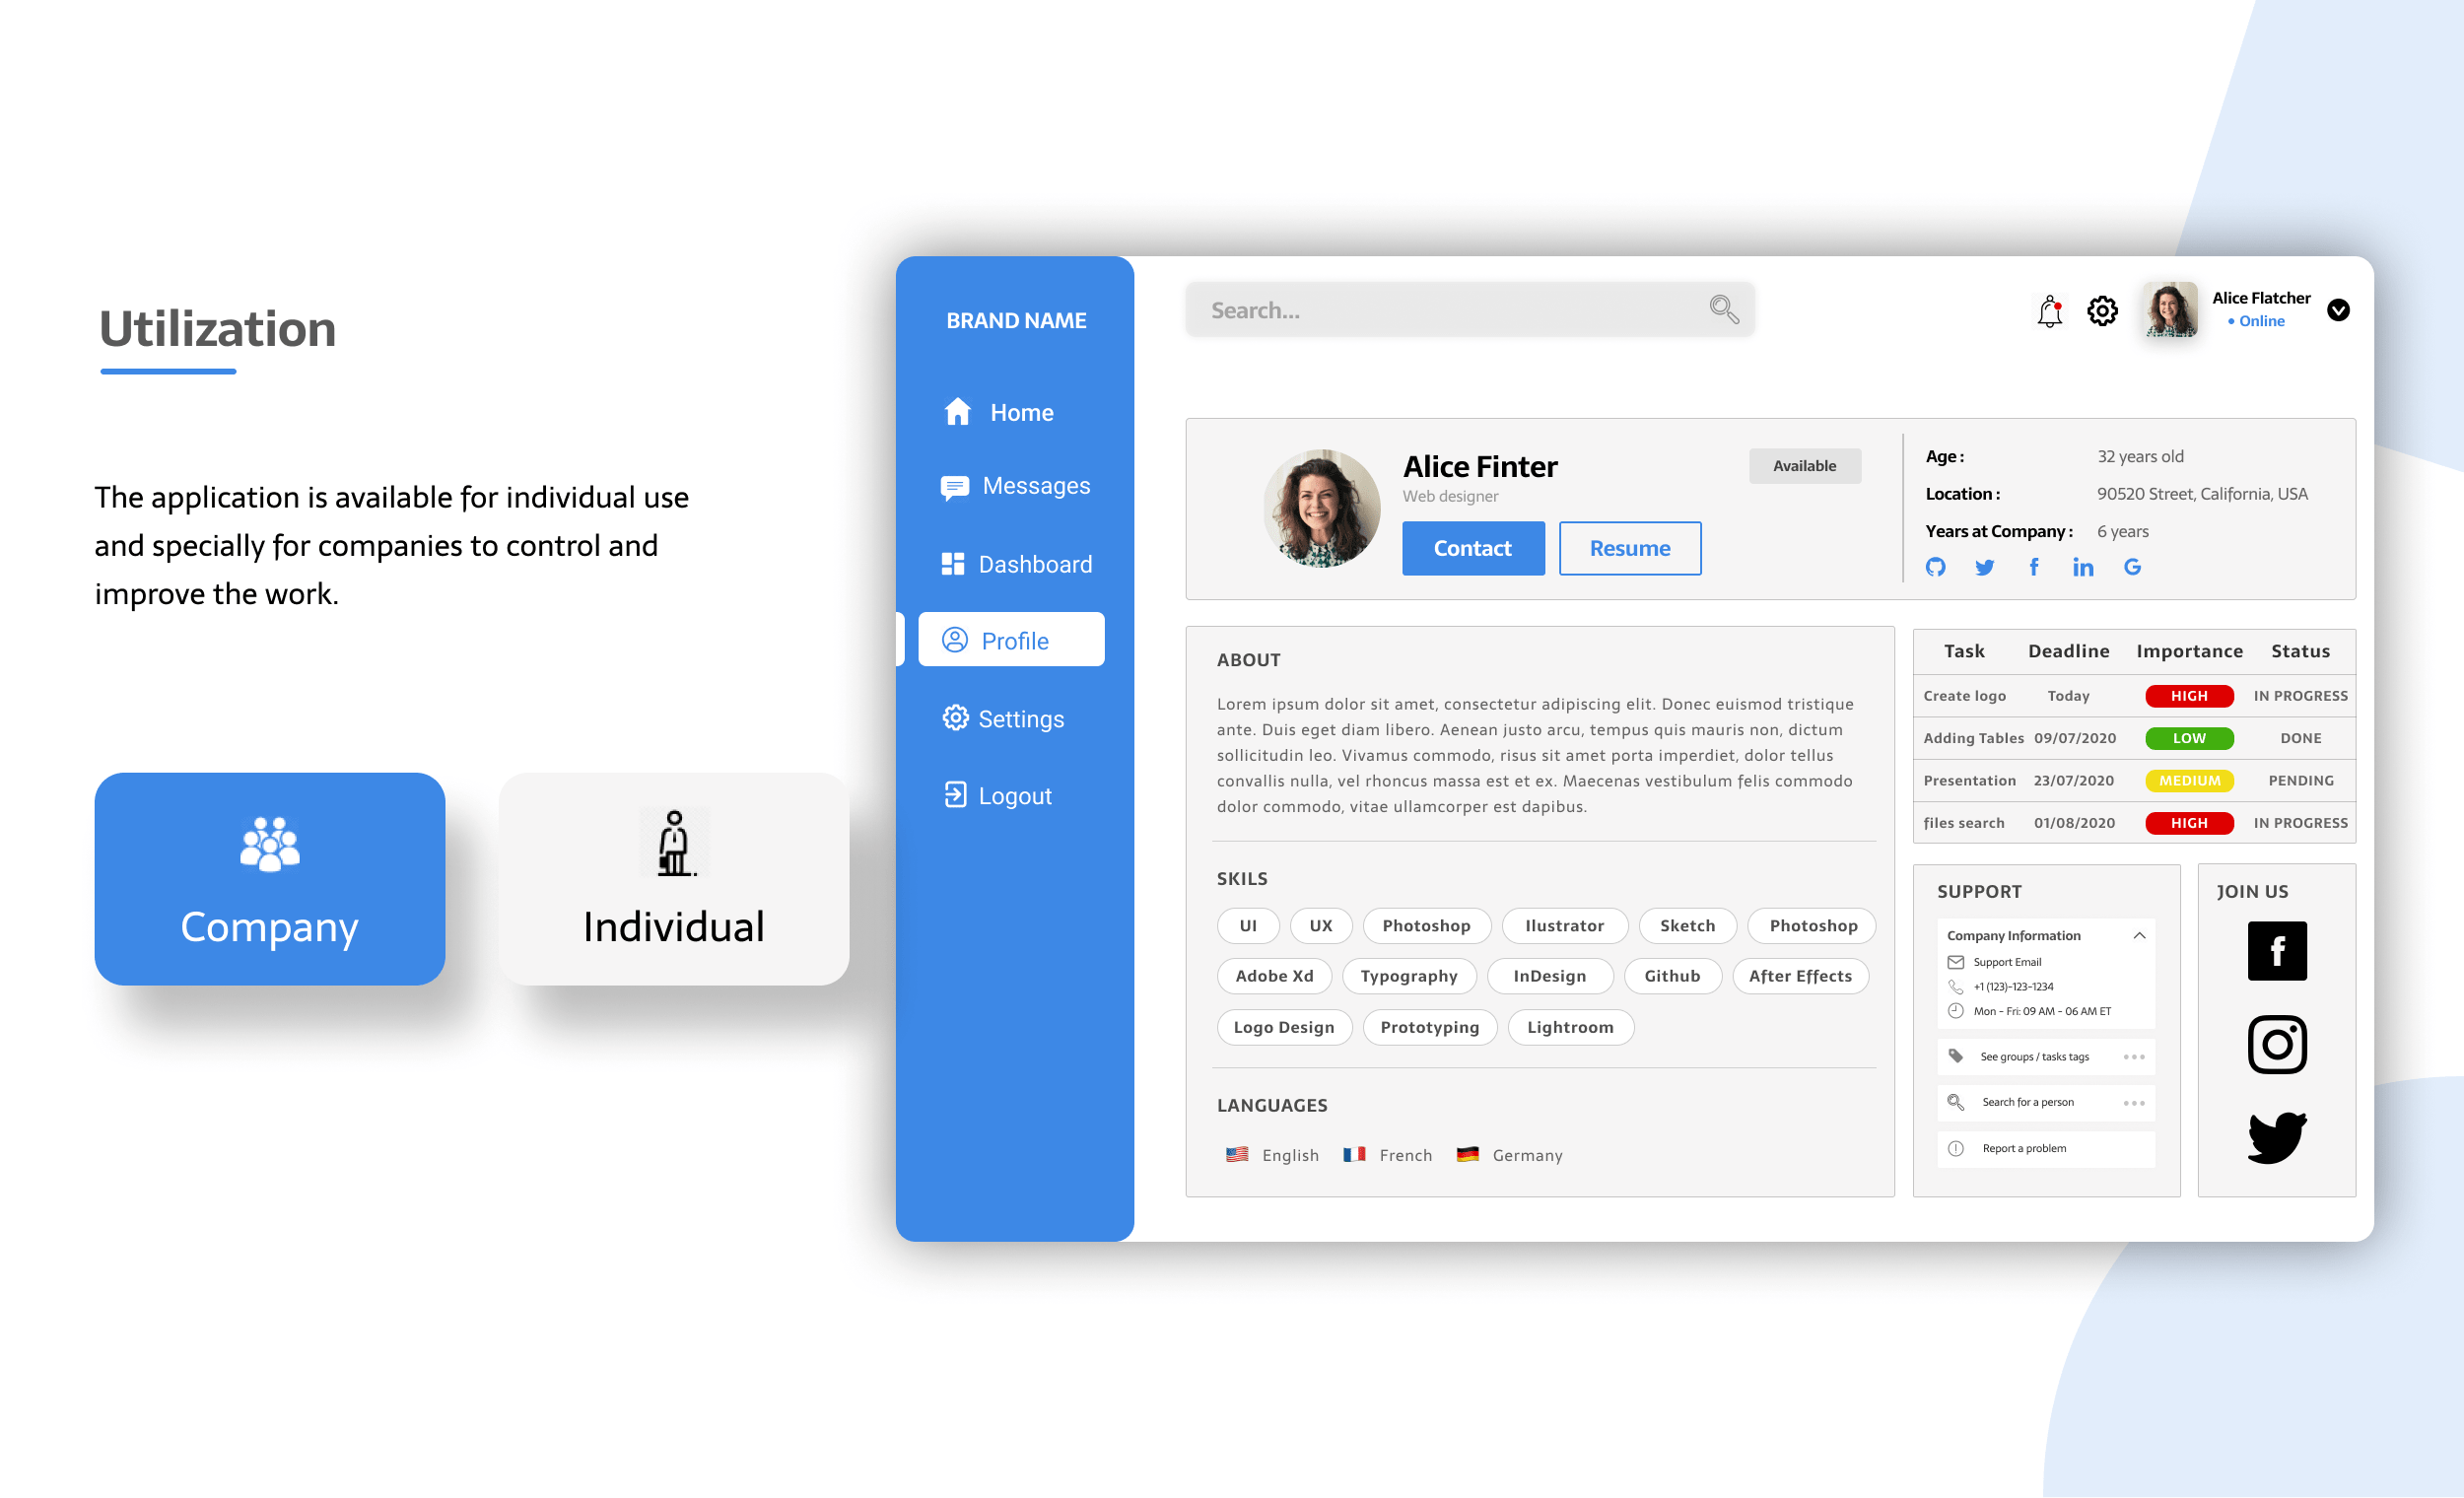 Utilization
The application is available for individual use
and specially for companies to control and
improve the work.
Company
Individual
BRAND NAME
Home
Messages
Dashboard
Profile
Settings
Logout
Search...
Alice Flatcher
• Online
Alice Finter
Web designer
Contact
Resume
Available
Age : 32 years old
Location : 90520 Street, California, USA
Years at Company : 6 years
ABOUT
Lorem ipsum dolor sit amet, consectetur adipiscing elit. Donec euismod tristique
ante. Duis eget diam libero. Aenean justo arcu, tempus quis mauris non, dictum
sollicitudin leo. Vivamus commodo, risus sit amet porta imperdiet, dolor tellus
convallis nulla, vel rhoncus massa est et ex. Maecenas vestibulum felis commodo
dolor commodo, vitae ullamcorper est dapibus.
SKILS
UI UX Photoshop Ilustrator Sketch Photoshop
Adobe Xd Typography InDesign Github After Effects
Logo Design Prototyping Lightroom
LANGUAGES
English French Germany
Task Deadline Importance Status
Create logo Today HIGH IN PROGRESS
Adding Tables 09/07/2020 LOW DONE
Presentation 23/07/2020 MEDIUM PENDING
files search 01/08/2020 HIGH IN PROGRESS
SUPPORT
Company Information
Support Email
+1 (123)-123-1234
Mon - Fri: 09 AM - 06 AM ET
See groups / tasks tags
Search for a person
Report a problem
JOIN US